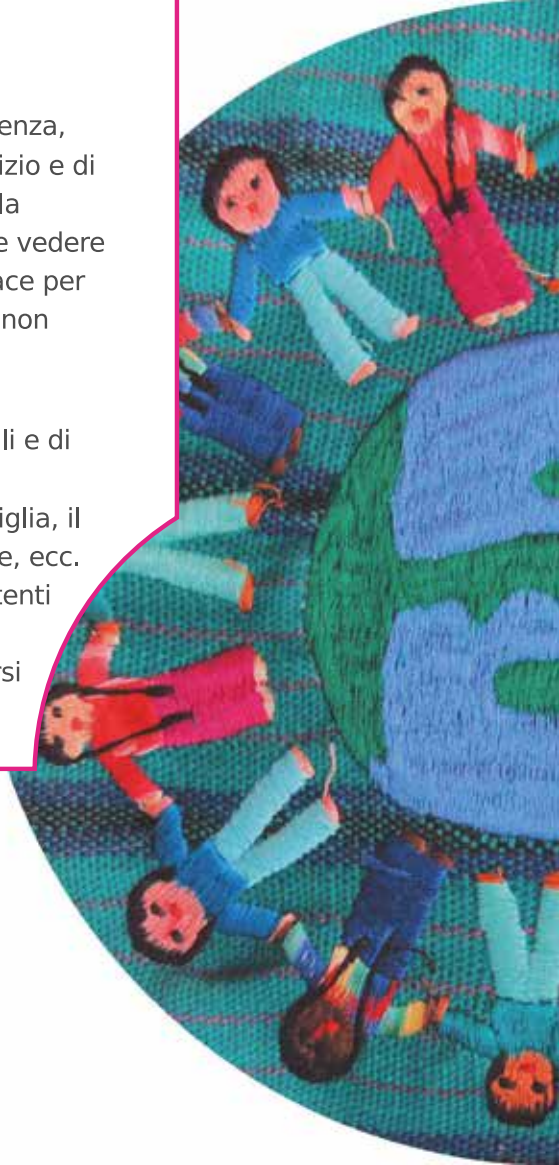 enza,
izio e di
la
e vedere
ace per
non
li e di
iglia, il
e, ecc.
tenti
rsi